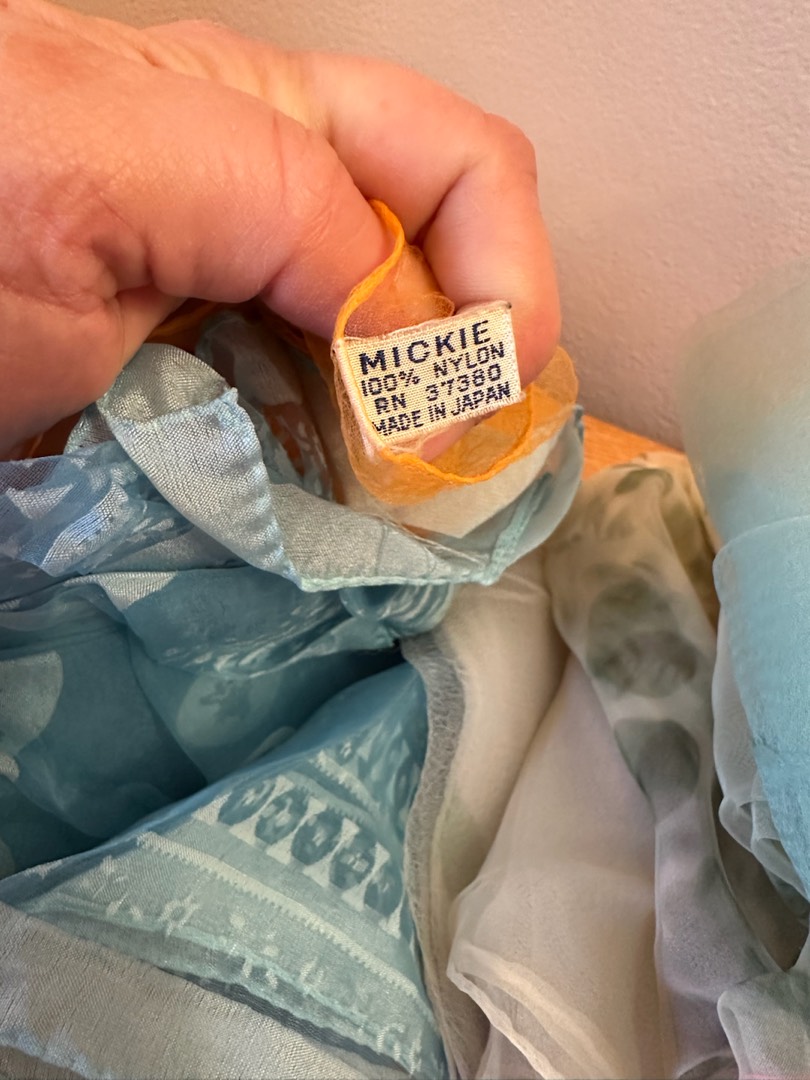 MICKIE
100% NYLON
RN 37380
MADE IN JAPAN